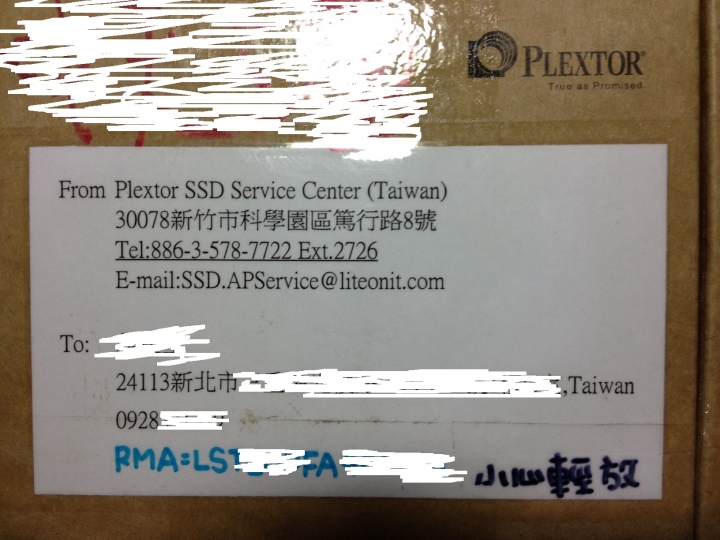 PLEXTOR
True as Promised
From Plextor SSD Service Center (Taiwan)
30078新竹市科學園區篤行路8號
Tel:886-3-578-7722 Ext.2726
E-mail:SSD.APService@liteonit.com
To:
24113新北市 ,Taiwan
0928
RMA:LST FA
小心輕放